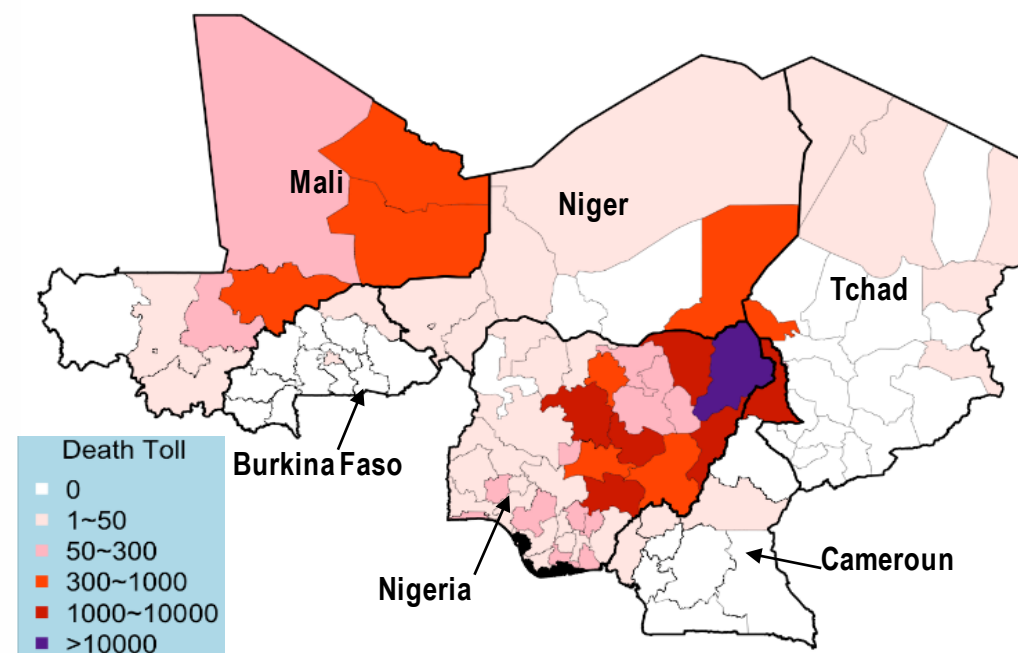 Mali
Niger
Tchad
Burkina Faso
Nigeria
Cameroun
Death Toll
0
1~50
50~300
300~1000
1000~10000
>10000